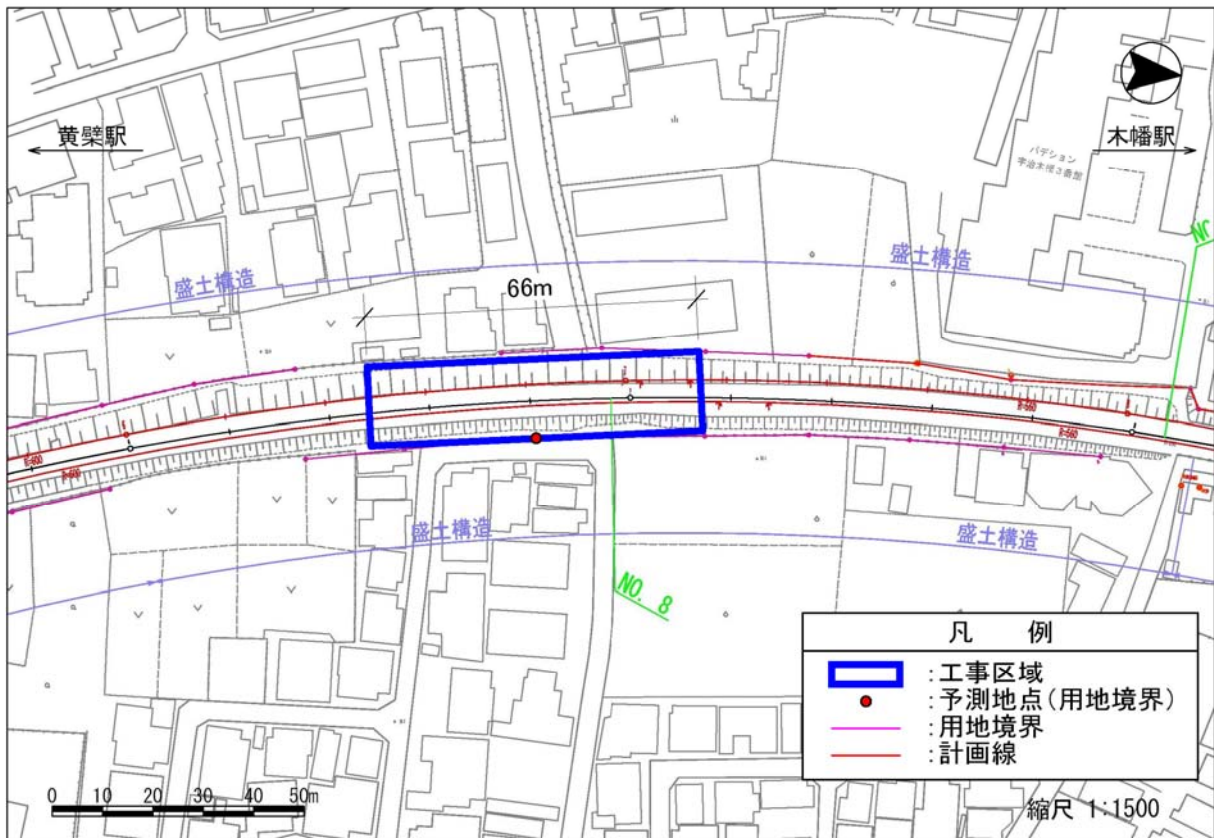 黄檗駅
木幡駅
パデション
宇治木幡3番館
盛土構造
盛土構造
66m
NO. 8
盛土構造
盛土構造
凡 例
:工事区域
:予測地点(用地境界)
:用地境界
:計画線
0 10 20 30 40 50m
縮尺 1:1500